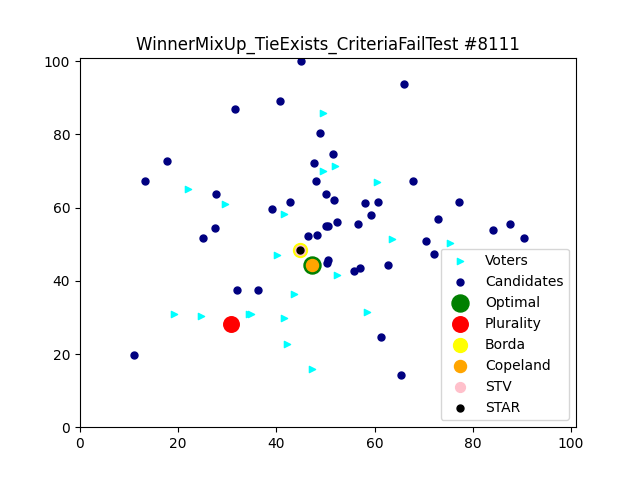 WinnerMixUp_TieExists_CriteriaFailTest #8111
100
80
60
40
20
0
0 20 40 60 80 100
Voters
Candidates
Optimal
Plurality
Borda
Copeland
STV
STAR